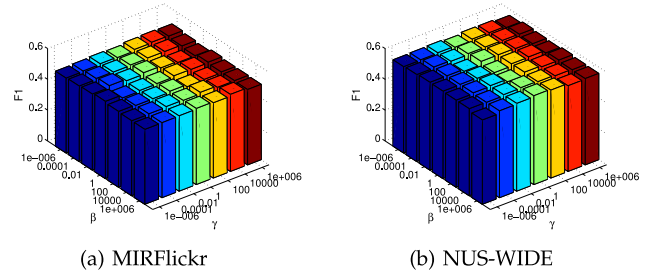 0.6
0.4
0.2
0
F1
1e−006
0.0001
0.01
1
100
10000
1e+006
β
1e−006
0.0001
0.01
1
100
10000
1e+006
γ
(a) MIRFlickr
0.6
0.4
0.2
0
F1
1e−006
0.0001
0.01
1
100
10000
1e+006
β
1e−006
0.0001
0.01
1
100
10000
1e+006
γ
(b) NUS-WIDE